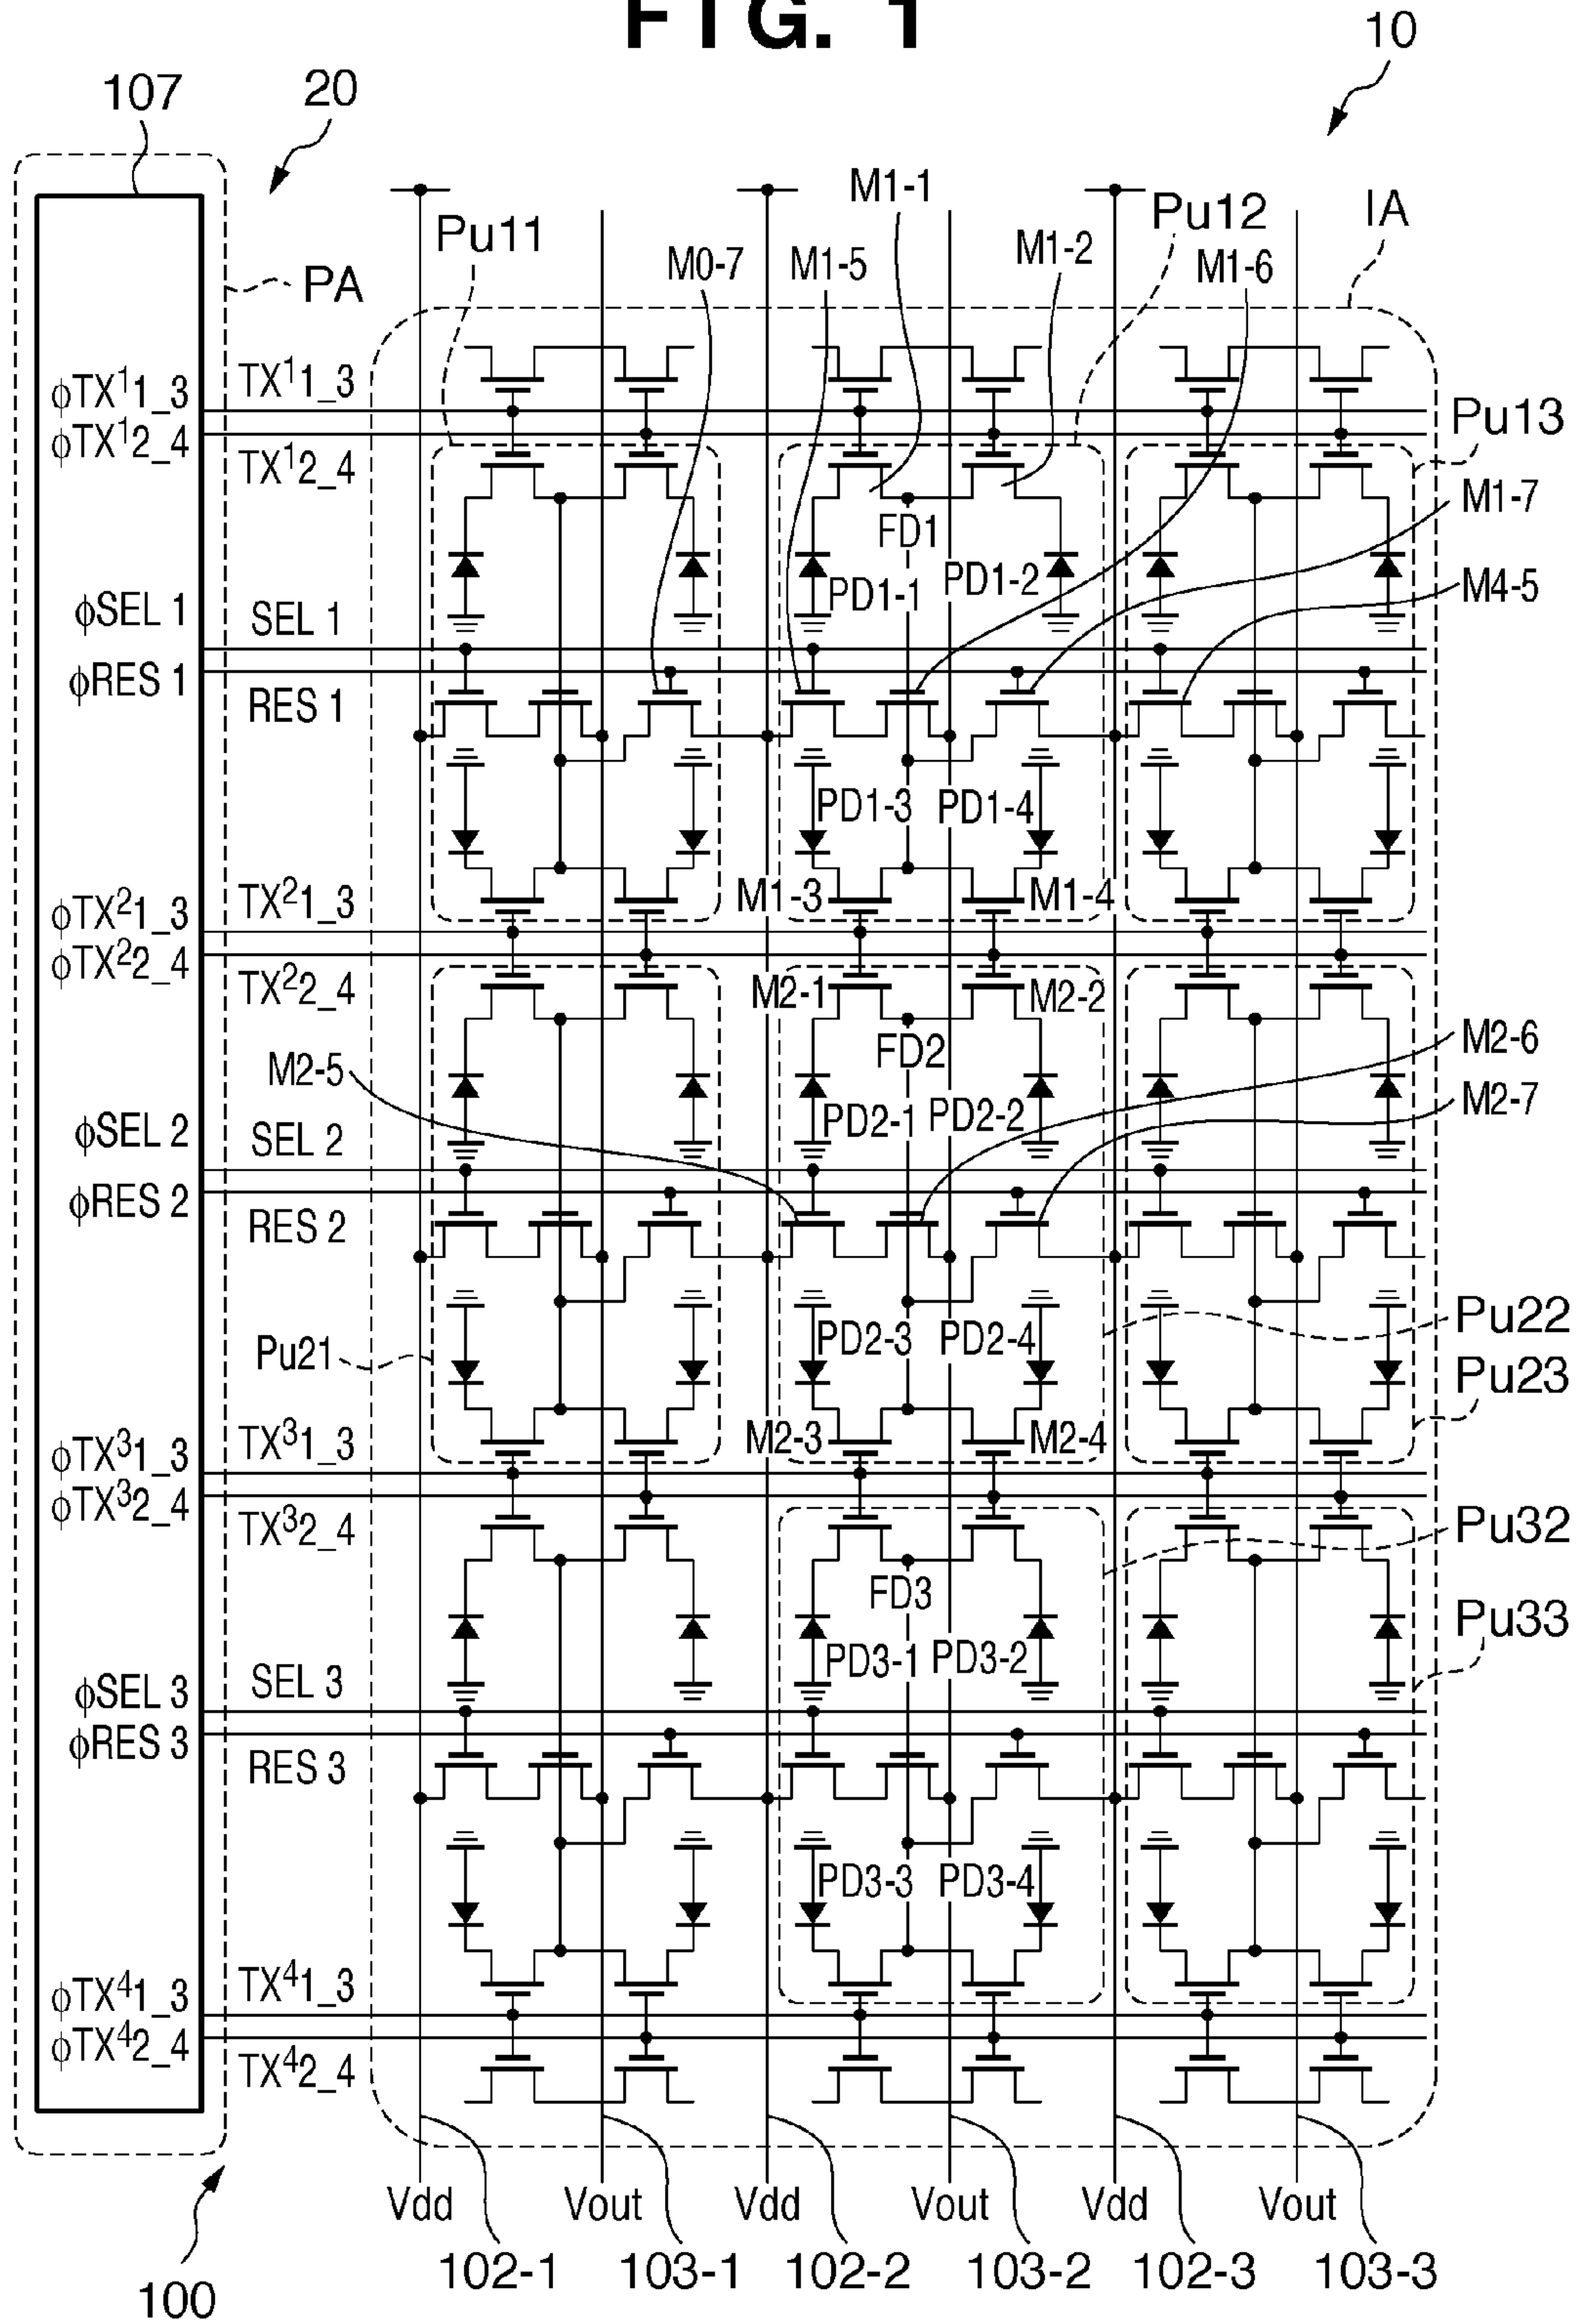 FIG. 1
10
107
20
M1-1
Pu12
IA
Pu11
M0-7
M1-5
M1-2
M1-6
PA
ϕTX¹1_3
TX¹1_3
Pu13
ϕTX¹2_4
TX¹2_4
M1-7
FD1
PD1-1
PD1-2
M4-5
ϕSEL 1
SEL 1
ϕRES 1
RES 1
PD1-3
PD1-4
M1-3
M1-4
ϕTX²1_3
TX²1_3
ϕTX²2_4
TX²2_4
M2-1
M2-2
FD2
M2-6
M2-5
M2-7
PD2-1
PD2-2
ϕSEL 2
SEL 2
ϕRES 2
RES 2
Pu22
PD2-3
PD2-4
Pu21
Pu23
M2-3
M2-4
ϕTX³1_3
TX³1_3
ϕTX³2_4
TX³2_4
Pu32
FD3
Pu33
PD3-1
PD3-2
ϕSEL 3
SEL 3
ϕRES 3
RES 3
PD3-3
PD3-4
ϕTX⁴1_3
TX⁴1_3
ϕTX⁴2_4
TX⁴2_4
Vdd
Vout
Vdd
Vout
Vdd
Vout
102-1
103-1
102-2
103-2
102-3
103-3
100